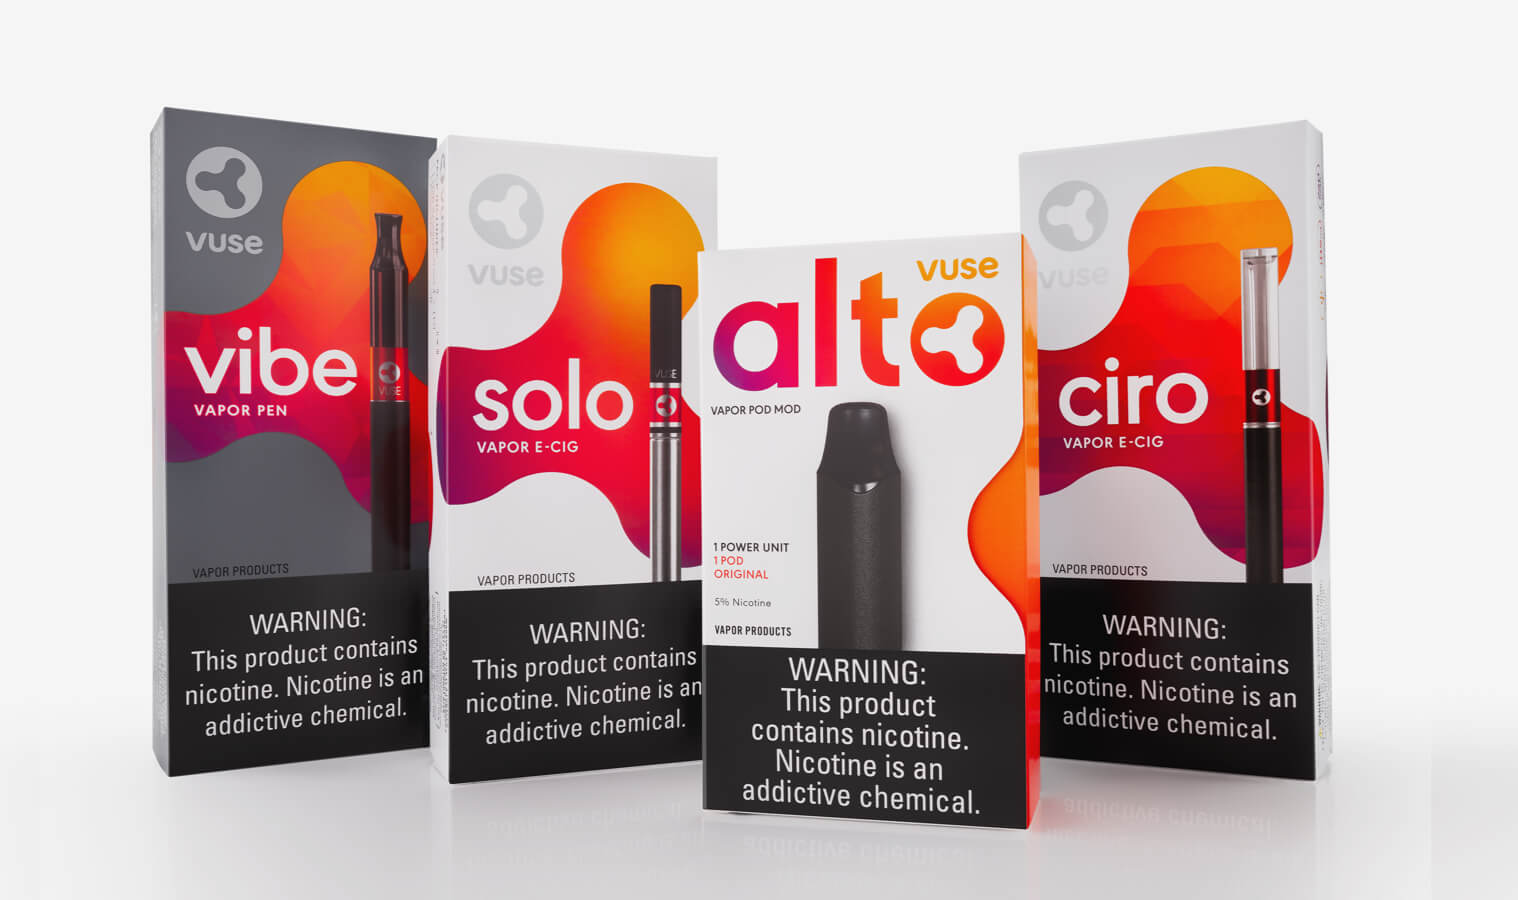 vuse
vibe
VAPOR PEN
VUSE
VAPOR PRODUCTS
WARNING:
This product contains
nicotine. Nicotine is an
addictive chemical.
vuse
solo
VAPOR E-CIG
VUSE
VAPOR PRODUCTS
WARNING:
This product contains
nicotine. Nicotine is an
addictive chemical.
vuse
alto
VAPOR POD MOD
1 POWER UNIT
1 POD
ORIGINAL
5% Nicotine
VAPOR PRODUCTS
WARNING:
This product
contains nicotine.
Nicotine is an
addictive chemical.
vuse
ciro
VAPOR E-CIG
VAPOR PRODUCTS
WARNING:
This product contains
nicotine. Nicotine is an
addictive chemical.